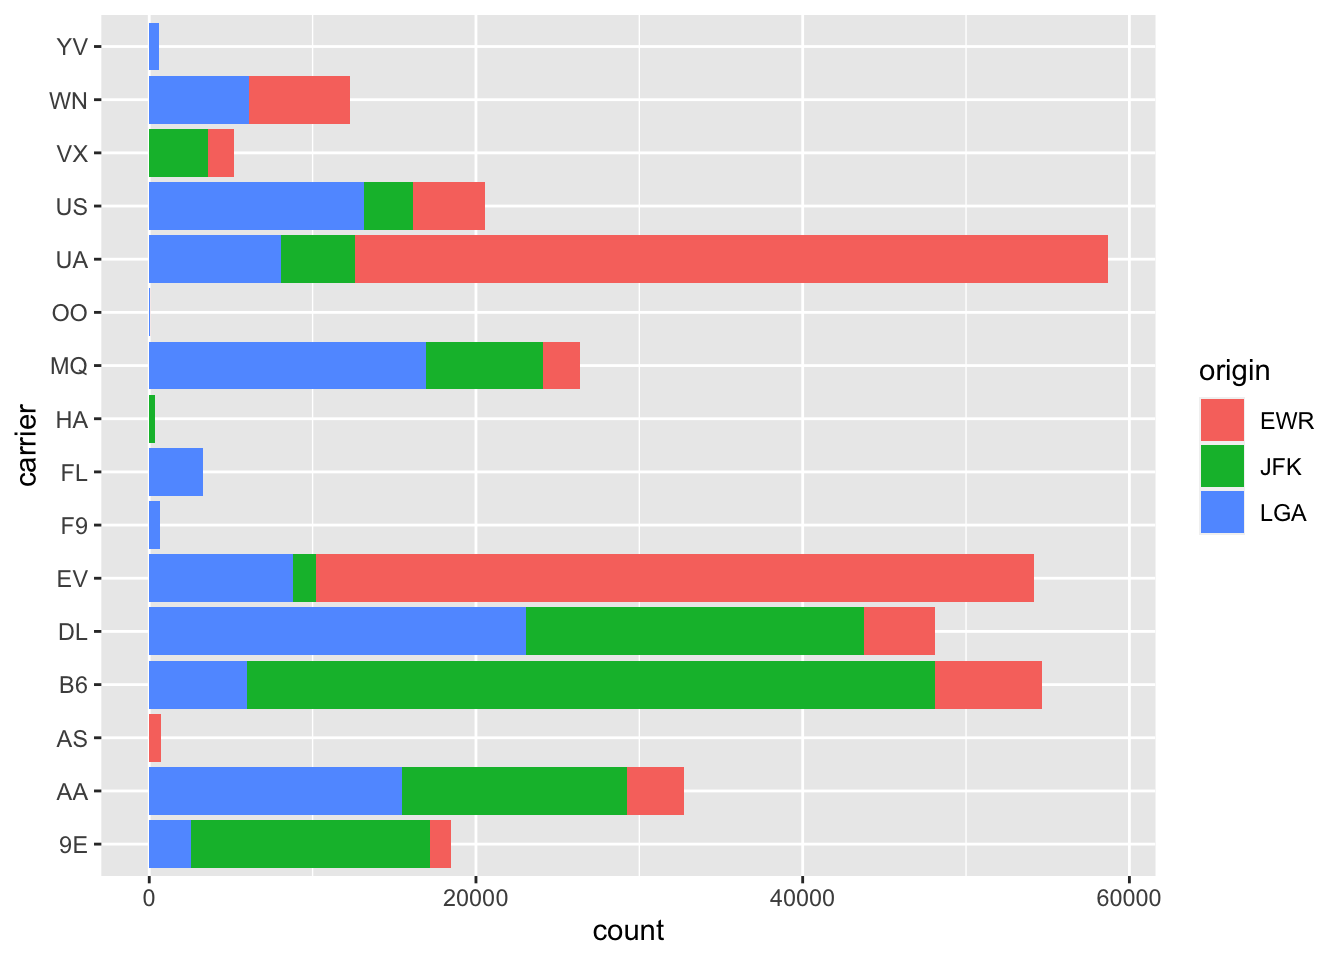 YV
WN
VX
US
UA
OO
MQ
HA
FL
F9
EV
DL
B6
AS
AA
9E
carrier
0 20000 40000 60000
count
origin
EWR
JFK
LGA